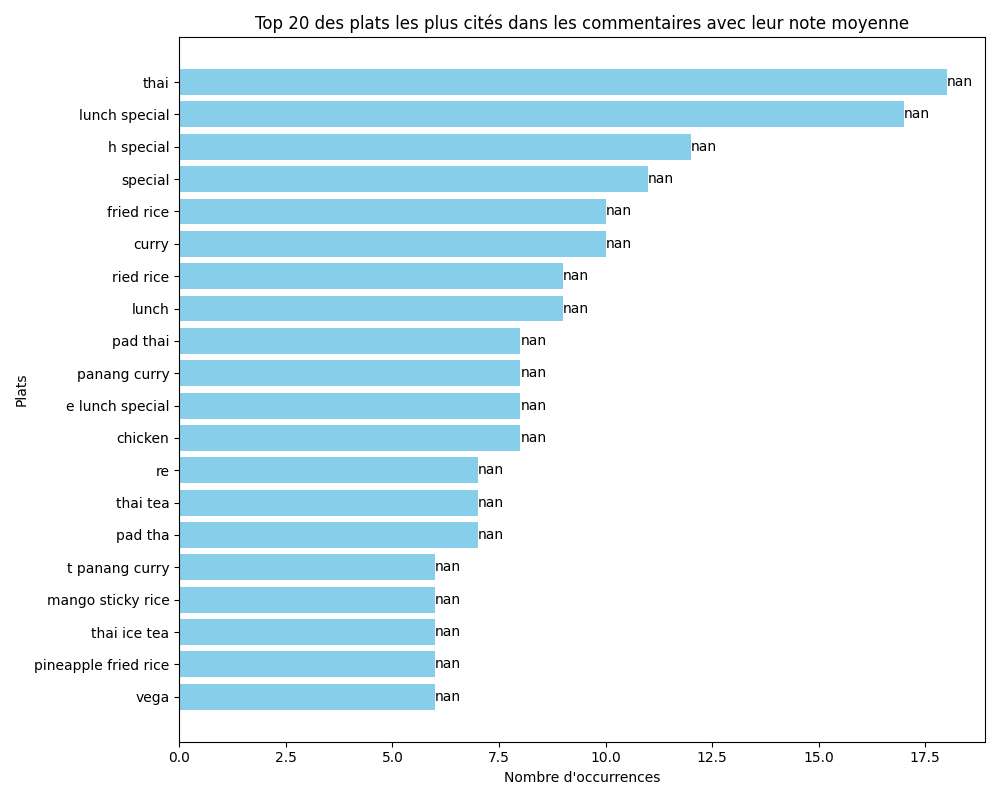 Top 20 des plats les plus cités dans les commentaires avec leur note moyenne
thai nan
lunch special nan
h special nan
special nan
fried rice nan
curry nan
ried rice nan
lunch nan
pad thai nan
panang curry nan
e lunch special nan
chicken nan
re nan
thai tea nan
pad tha nan
t panang curry nan
mango sticky rice nan
thai ice tea nan
pineapple fried rice nan
vega nan
Plats
0.0 2.5 5.0 7.5 10.0 12.5 15.0 17.5
Nombre d'occurrences